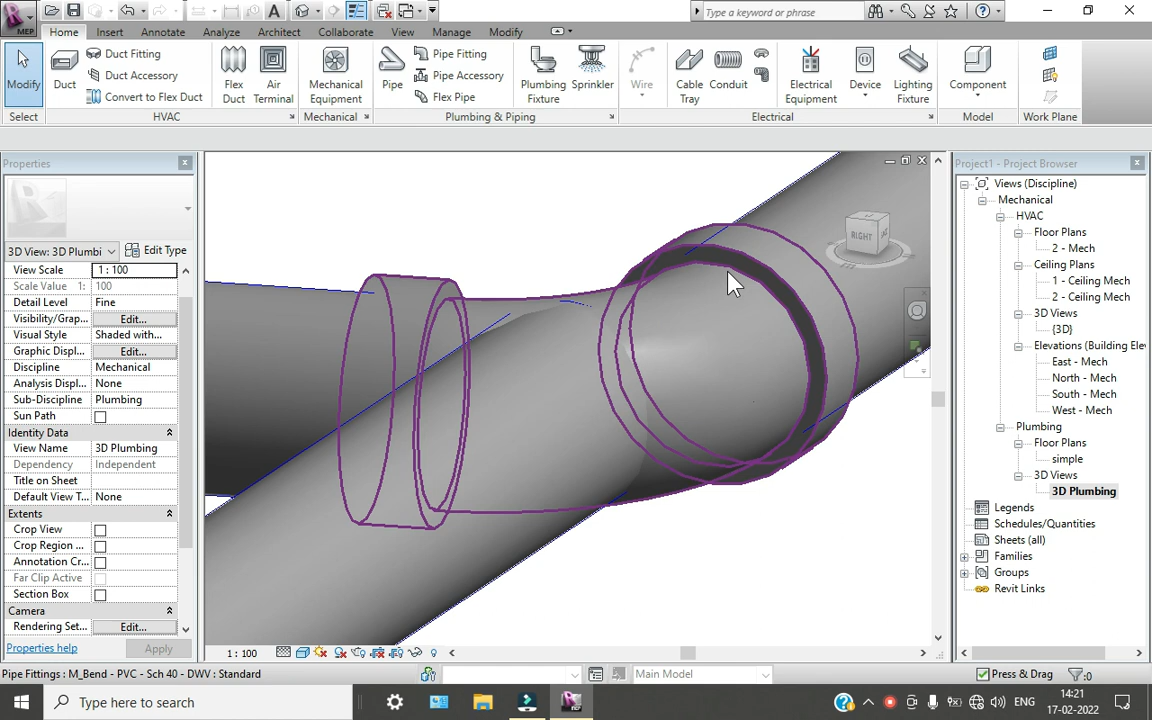 Type a keyword or phrase
Home Insert Annotate Analyze Architect Collaborate View Manage Modify
MEP
Modify
Duct
Duct Fitting
Duct Accessory
Convert to Flex Duct
Flex Duct
Air Terminal
Mechanical Equipment
Pipe
Pipe Fitting
Pipe Accessory
Flex Pipe
Plumbing Fixture
Sprinkler
Wire
Cable Tray
Conduit
Electrical Equipment
Device
Lighting Fixture
Component
Select HVAC Mechanical Plumbing & Piping Electrical Model Work Plane
Properties
3D View: 3D Plumbi Edit Type
View Scale 1 : 100
Scale Value 1: 100
Detail Level Fine
Visibility/Grap... Edit...
Visual Style Shaded with...
Graphic Displ... Edit...
Discipline Mechanical
Analysis Displ... None
Sub-Discipline Plumbing
Sun Path
Identity Data
View Name 3D Plumbing
Dependency Independent
Title on Sheet
Default View T... None
Extents
Crop View
Crop Region ...
Annotation Cr...
Far Clip Active
Section Box
Camera
Rendering Set... Edit...
Properties help Apply
RIGHT
Project1 - Project Browser
Views (Discipline)
Mechanical
HVAC
Floor Plans
2 - Mech
Ceiling Plans
1 - Ceiling Mech
2 - Ceiling Mech
3D Views
{3D}
Elevations (Building Ele
East - Mech
North - Mech
South - Mech
West - Mech
Plumbing
Floor Plans
simple
3D Views
3D Plumbing
Legends
Schedules/Quantities
Sheets (all)
Families
Groups
Revit Links
1 : 100
Pipe Fittings : M_Bend - PVC - Sch 40 - DWV : Standard
Main Model
Press & Drag
:0
Type here to search
ENG
14:21
17-02-2022